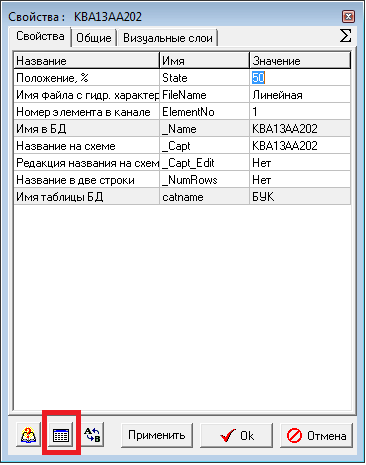 Свойства : KBA13AA202
Свойства Общие Визуальные слои Σ
Название Имя Значение
Положение, % State 50
Имя Файла с гидр. характер FileName Линейная
Номер элемента в канале ElementNo 1
Имя в БД _Name KBA13AA202
Название на схеме _Capt KBA13AA202
Редакция названия на схем _Capt_Edit Нет
Название в две строки _NumRows Нет
Имя таблицы БД catname БУК
A B Применить Ok Отмена